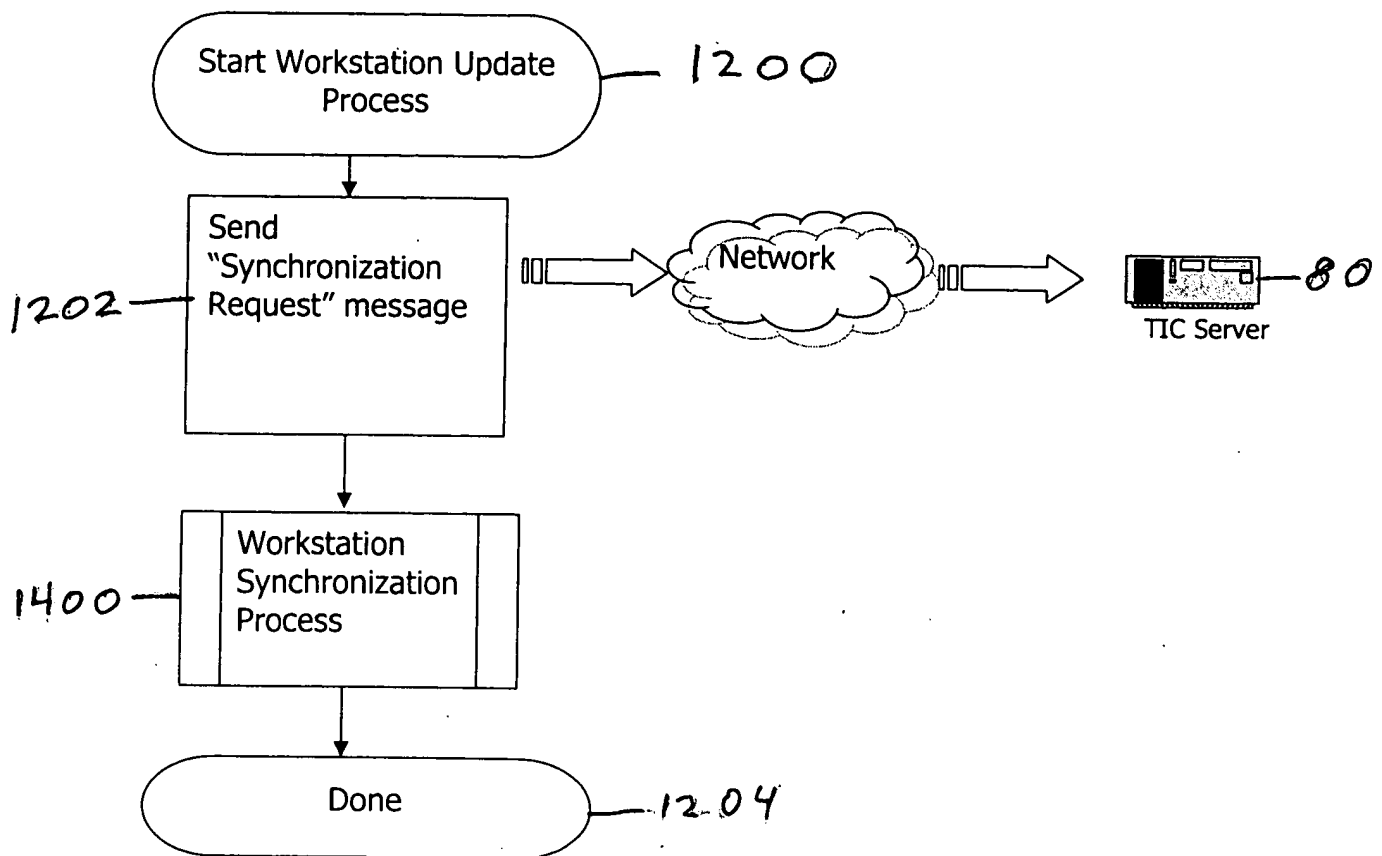 Start Workstation Update
Process
1200
Send
“Synchronization
Request” message
1202
Network
80
TIC Server
Workstation
Synchronization
Process
1400
Done
1204